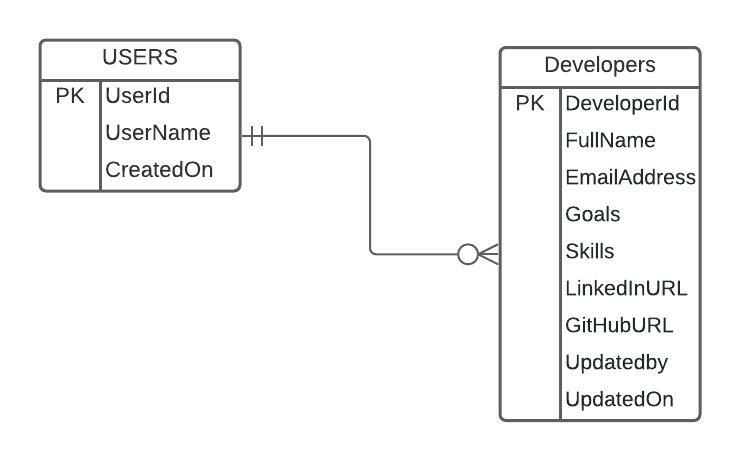 USERS
PK UserId
UserName
CreatedOn
Developers
PK DeveloperId
FullName
EmailAddress
Goals
Skills
LinkedInURL
GitHubURL
Updatedby
UpdatedOn